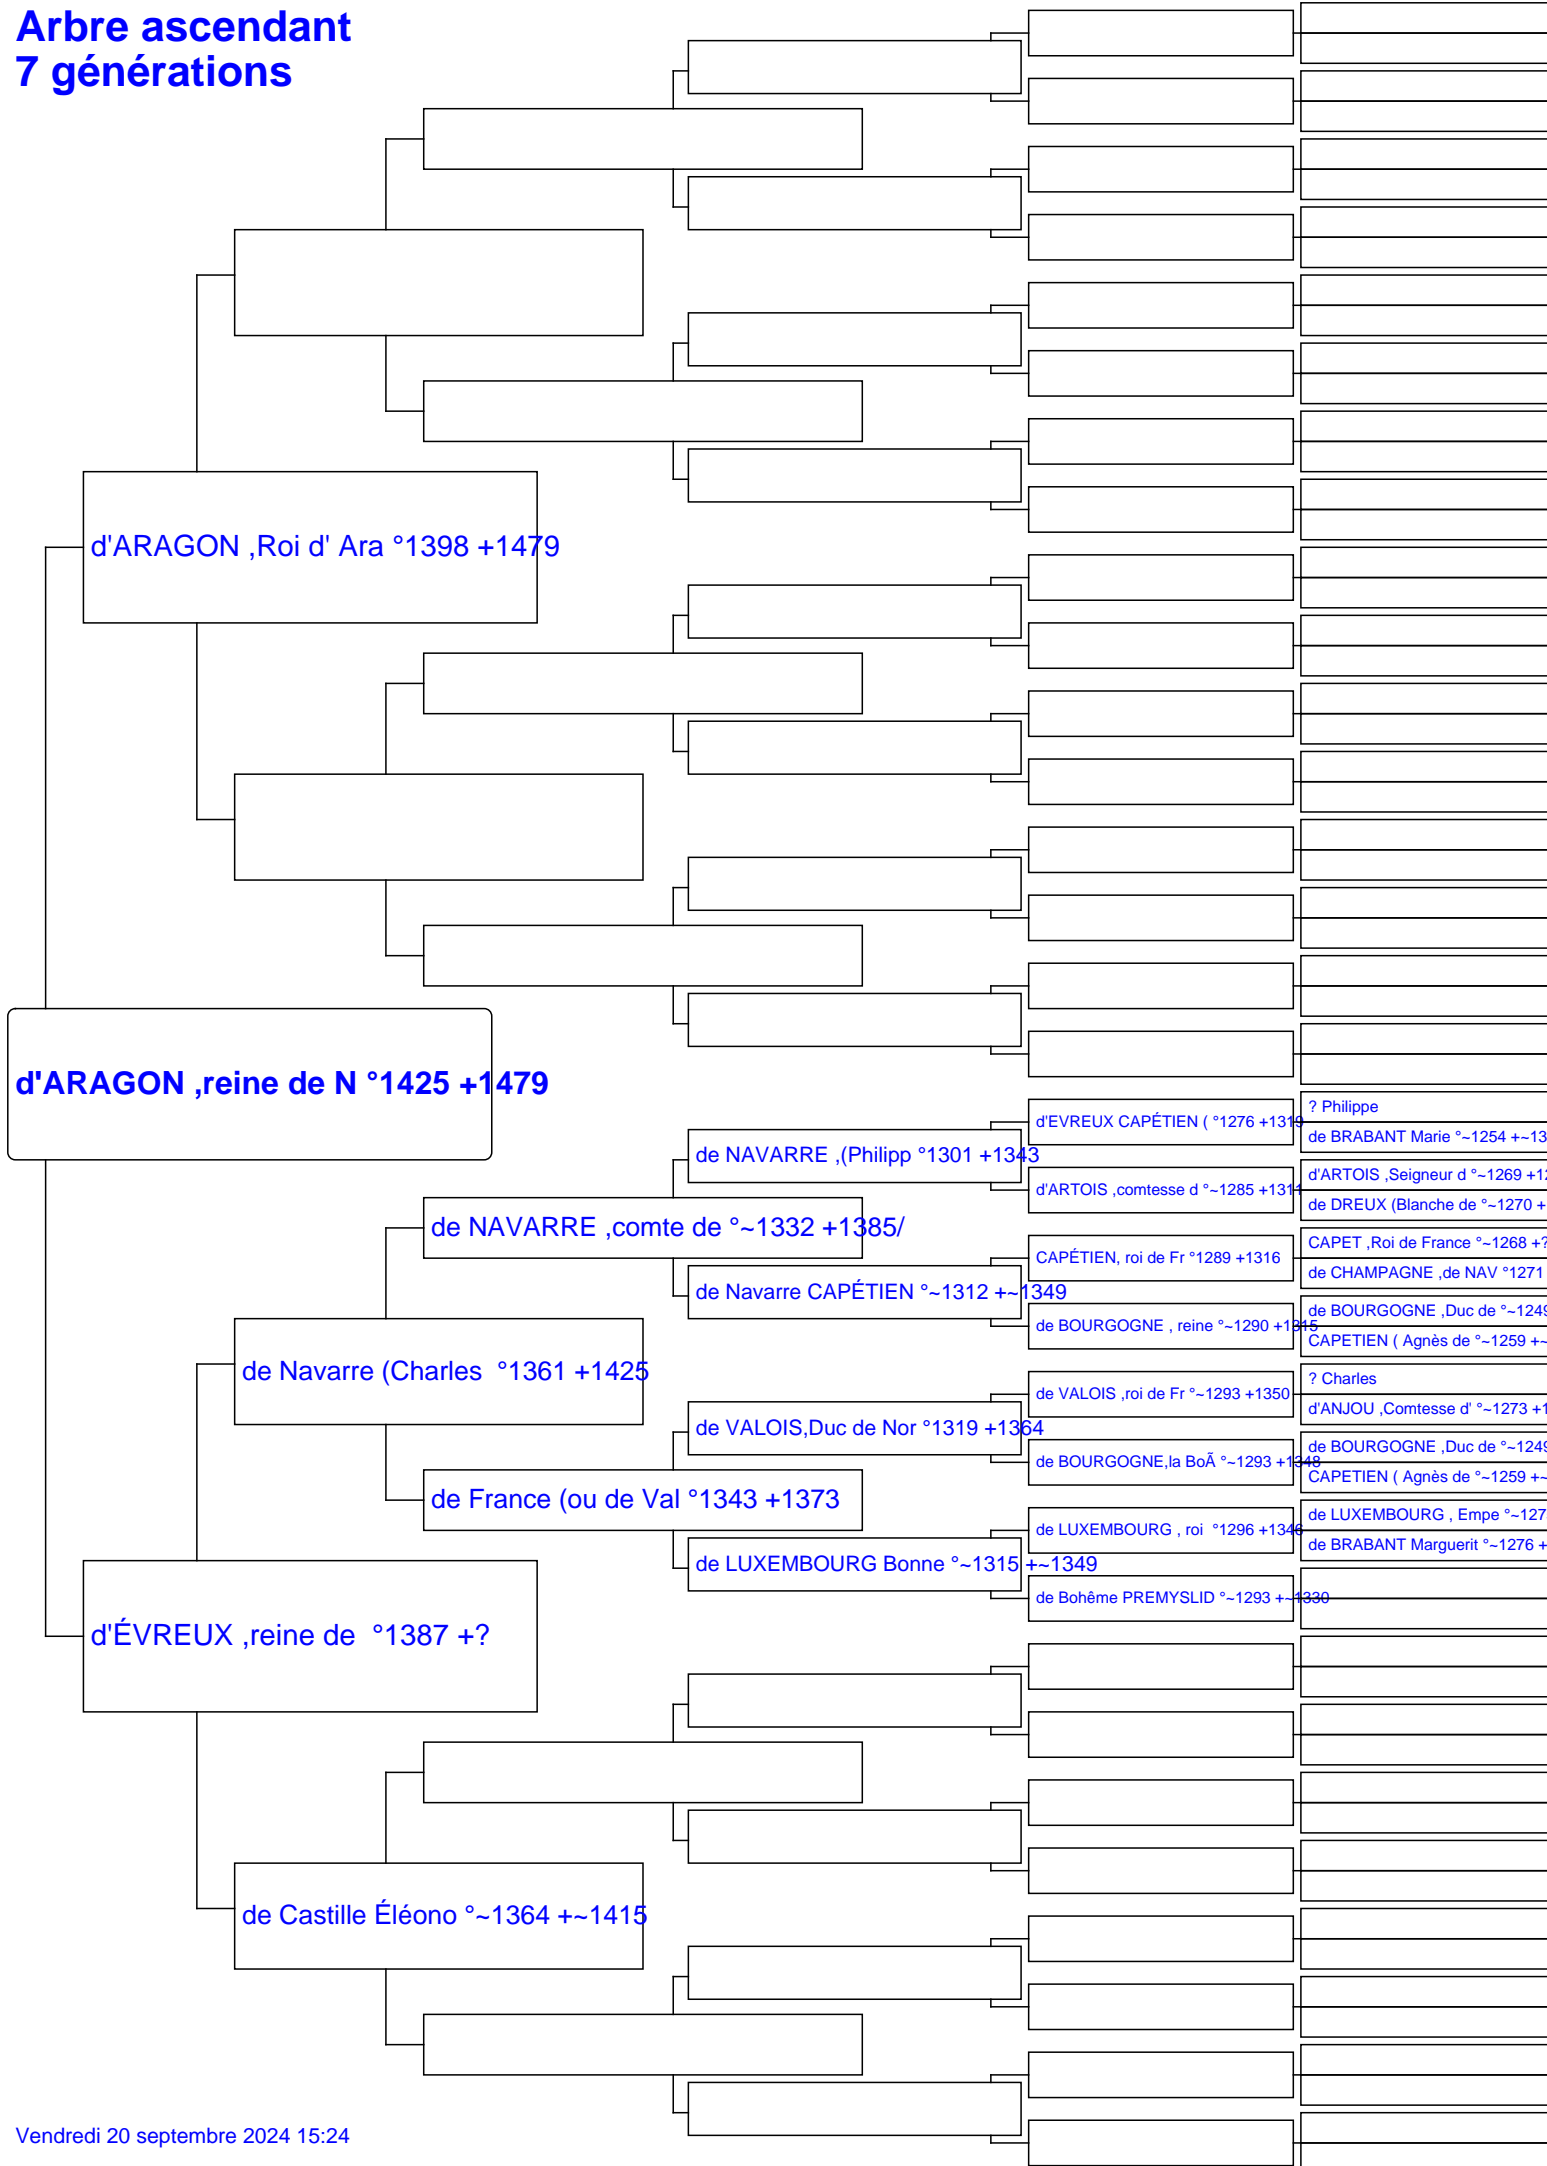 Arbre ascendant
7 générations
d'ARAGON ,Roi d' Ara °1398 +1479
d'ARAGON ,reine de N °1425 +1479
? Philippe
d'EVREUX CAPÉTIEN ( °1276 +1319
de BRABANT Marie °~1254 +~13
de NAVARRE ,(Philipp °1301 +1343
d'ARTOIS ,Seigneur d °~1269 +12
d'ARTOIS ,comtesse d °~1285 +1311
de DREUX (Blanche de °~1270 +
de NAVARRE ,comte de °~1332 +1385/
CAPET ,Roi de France °~1268 +?
CAPÉTIEN, roi de Fr °1289 +1316
de CHAMPAGNE ,de NAV °1271
de Navarre CAPÉTIEN °~1312 +~1349
de BOURGOGNE ,Duc de °~1249
de BOURGOGNE , reine °~1290 +1315
CAPETIEN ( Agnès de °~1259 +~
de Navarre (Charles  °1361 +1425
? Charles
de VALOIS ,roi de Fr °~1293 +1350
d'ANJOU ,Comtesse d' °~1273 +1
de VALOIS,Duc de Nor °1319 +1364
de BOURGOGNE ,Duc de °~1249
de BOURGOGNE,la BoÃ °~1293 +1348
CAPETIEN ( Agnès de °~1259 +~
de France (ou de Val °1343 +1373
de LUXEMBOURG , Empe °~127
de LUXEMBOURG , roi  °1296 +1346
de BRABANT Marguerit °~1276 +
de LUXEMBOURG Bonne °~1315 +~1349
de Bohême PREMYSLID °~1293 +~1330
d'ÉVREUX ,reine de  °1387 +?
de Castille Éléono °~1364 +~1415
Vendredi 20 septembre 2024 15:24